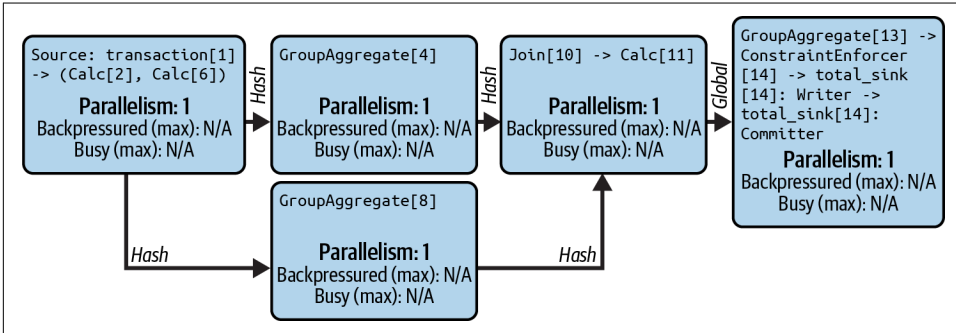 Source: transaction[1]
-> (Calc[2], Calc[6])
Parallelism: 1
Backpressured (max): N/A
Busy (max): N/A
Hash
GroupAggregate[4]
Parallelism: 1
Backpressured (max): N/A
Busy (max): N/A
Hash
Join[10] -> Calc[11]
Parallelism: 1
Backpressured (max): N/A
Busy (max): N/A
Global
GroupAggregate[13] ->
ConstraintEnforcer
[14] -> total_sink
[14]: Writer ->
total_sink[14]:
Committer
Parallelism: 1
Backpressured (max): N/A
Busy (max): N/A
Hash
GroupAggregate[8]
Parallelism: 1
Backpressured (max): N/A
Busy (max): N/A
Hash